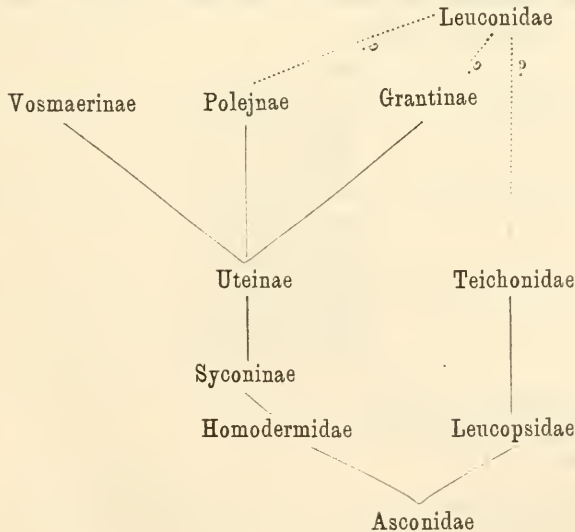 Leuconidae
? ? ?
Vosmaerinae Polejnae Grantinae
Uteinae Teichonidae
Syconinae
Homodermidae Leucopsidae
Asconidae